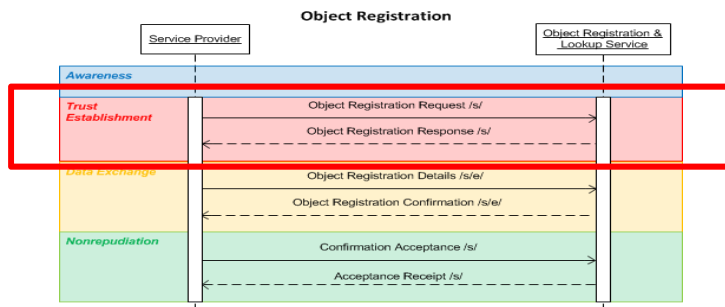 Object Registration
Service Provider
Object Registration &
Lookup Service
Awareness
Trust
Establishment
Object Registration Request /s/
Object Registration Response /s/
Data Exchange
Object Registration Details /s/e/
Object Registration Confirmation /s/e/
Nonrepudiation
Confirmation Acceptance /s/
Acceptance Receipt /s/